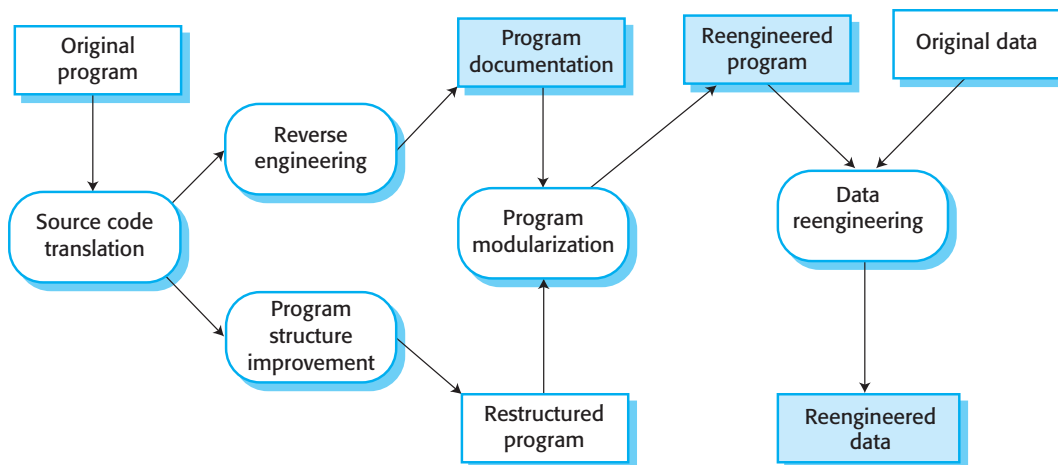 Original
program
Program
documentation
Reengineered
program
Original data
Reverse
engineering
Source code
translation
Program
modularization
Data
reengineering
Program
structure
improvement
Restructured
program
Reengineered
data